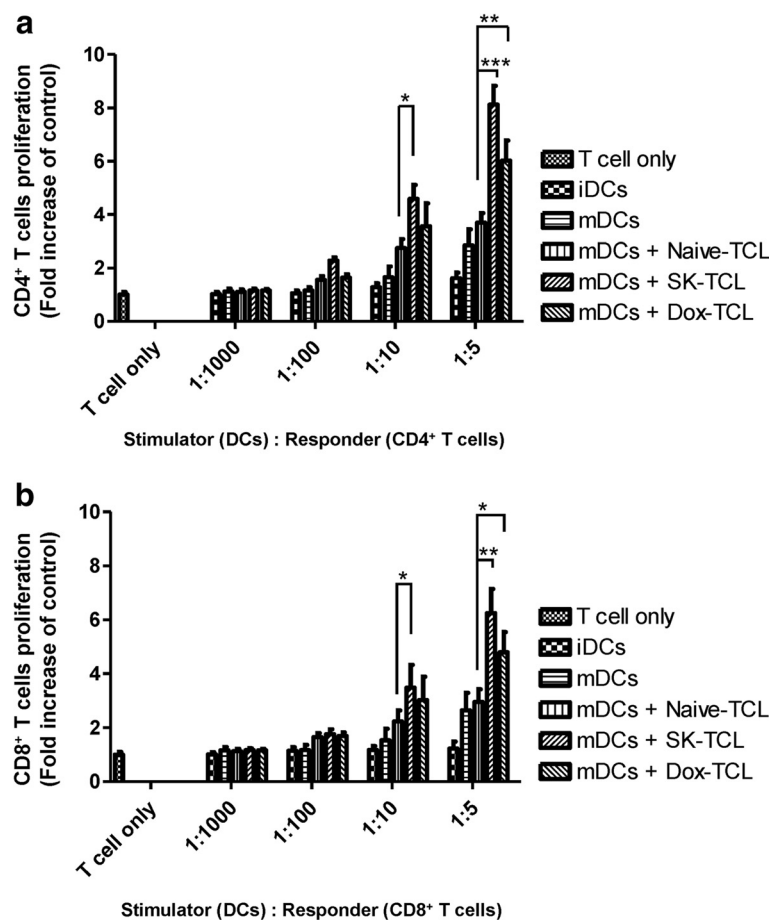 a
**
***
*
10
8
6
4
2
0
CD4⁺ T cells proliferation
(Fold increase of control)
T cell only
1:1000
1:100
1:10
1:5
Stimulator (DCs) : Responder (CD4⁺ T cells)
T cell only
iDCs
mDCs
mDCs + Naive-TCL
mDCs + SK-TCL
mDCs + Dox-TCL
b
*
**
*
10
8
6
4
2
0
CD8⁺ T cells proliferation
(Fold increase of control)
T cell only
1:1000
1:100
1:10
1:5
Stimulator (DCs) : Responder (CD8⁺ T cells)
T cell only
iDCs
mDCs
mDCs + Naive-TCL
mDCs + SK-TCL
mDCs + Dox-TCL